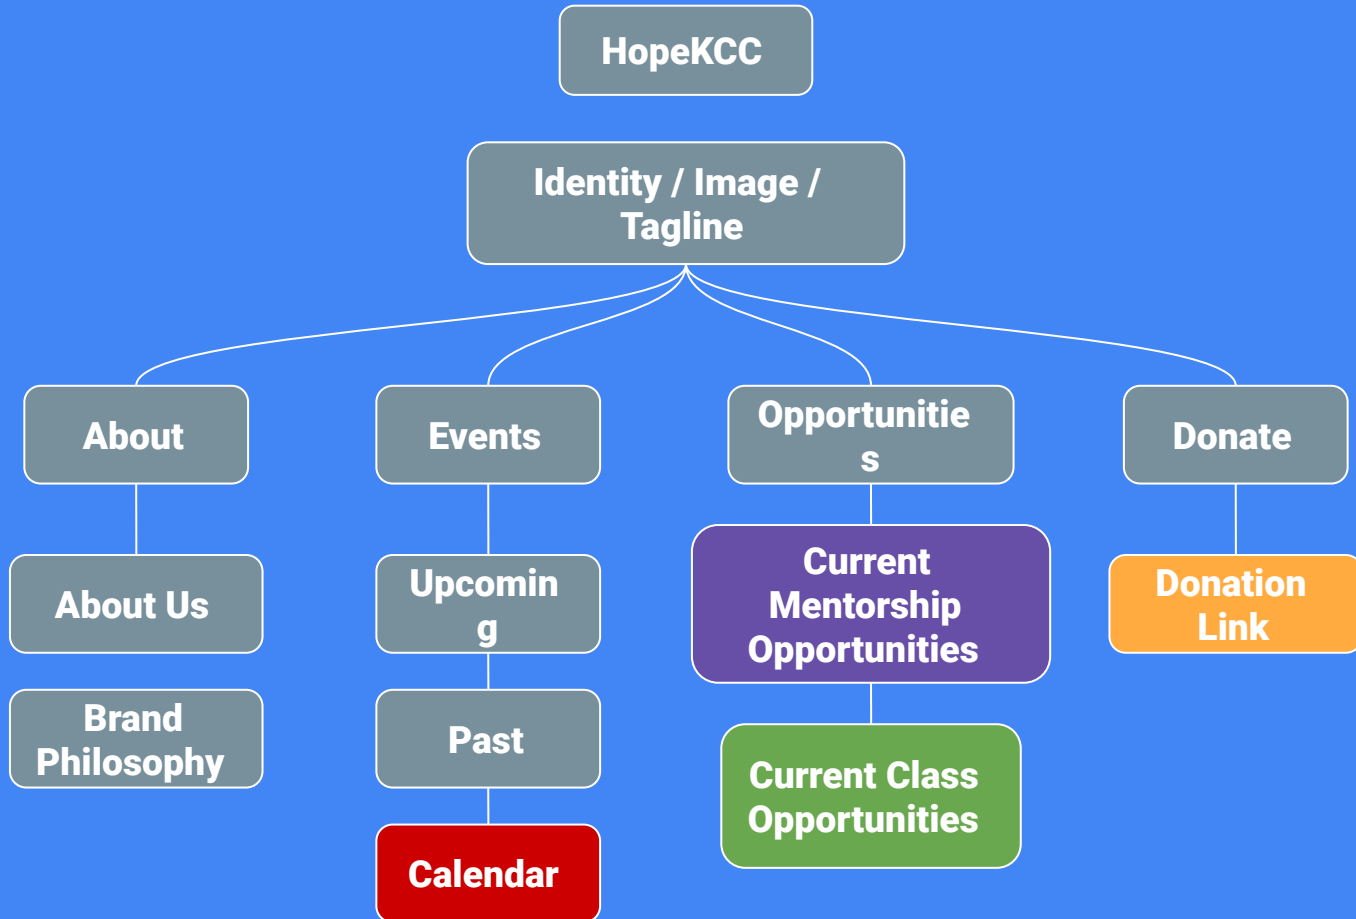 HopeKCC
Identity / Image /
Tagline
About
Events
Opportunitie
s
Donate
About Us
Upcomin
g
Current
Mentorship
Opportunities
Donation
Link
Brand
Philosophy
Past
Current Class
Opportunities
Calendar